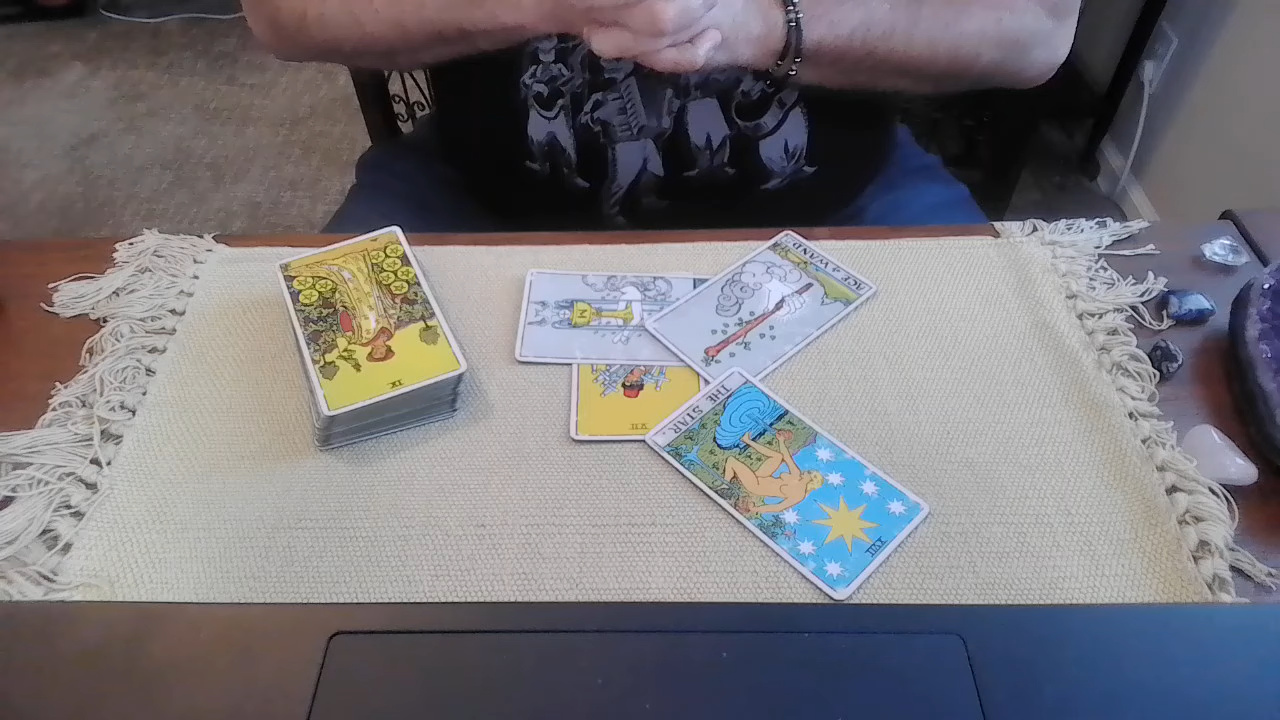 ACE of WANDS.
IX
VII
THE STAR.
XVII